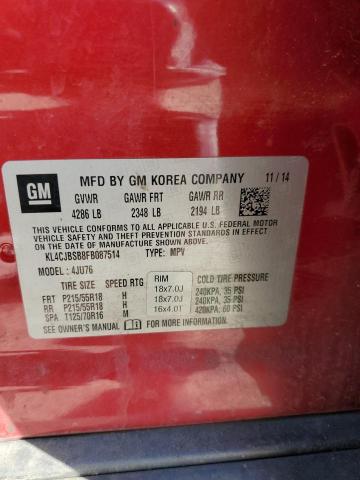 GM
MFD BY GM KOREA COMPANY 11/14
GVWR GAWR FRT GAWR RR
4286 LB 2348 LB 2194 LB
THIS VEHICLE CONFORMS TO ALL APPLICABLE U.S. FEDERAL MOTOR
VEHICLE SAFETY, BUMPER, AND THEFT PREVENTION STANDARDS IN
EFFECT ON THE DATE OF MANUFACTURE SHOWN ABOVE.
KL4CJBSB8FB087514 TYPE: MPV
MODEL : 4JU76
TIRE SIZE SPEED RTG RIM COLD TIRE PRESSURE
FRT P215/55R18 H 18x7.0J 240KPA, 35 PSI
RR P215/55R18 H 18x7.0J 240KPA, 35 PSI
SPA T125/70R16 M 16x4.0T 420KPA, 60 PSI
SEE OWNER'S MANUAL FOR ADDITIONAL INFORMATION